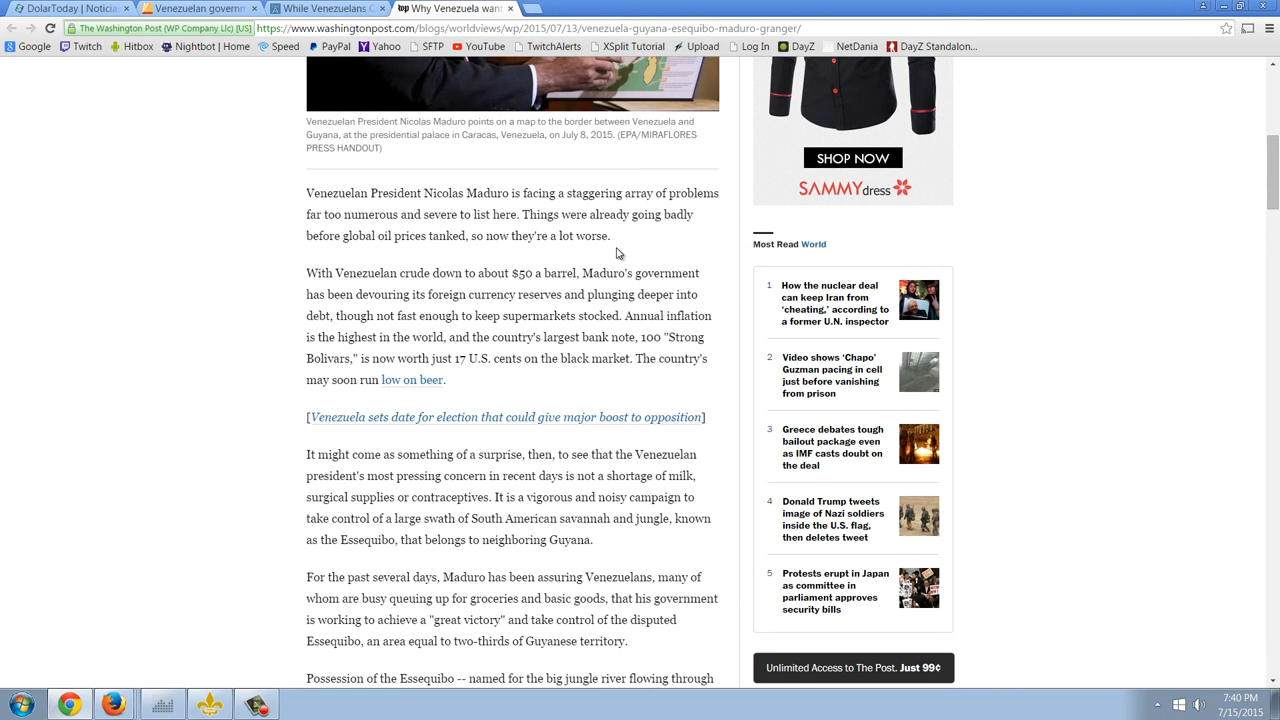 DolarToday | Noticia
Venezuelan governm
While Venezuelans C
wp Why Venezuela want
The Washington Post (WP Company Llc) [US]
https://www.washingtonpost.com/blogs/worldviews/wp/2015/07/13/venezuela-guyana-esequibo-maduro-granger/
Google Twitch Hitbox Nightbot | Home Speed PayPal Yahoo SFTP YouTube TwitchAlerts XSplit Tutorial Upload Log In DayZ NetDania DayZ Standalon...
Venezuelan President Nicolas Maduro points on a map to the border between Venezuela and
Guyana, at the presidential palace in Caracas, Venezuela, on July 8, 2015. (EPA/MIRAFLORES
PRESS HANDOUT)
Venezuelan President Nicolas Maduro is facing a staggering array of problems
far too numerous and severe to list here. Things were already going badly
before global oil prices tanked, so now they're a lot worse.
With Venezuelan crude down to about $50 a barrel, Maduro's government
has been devouring its foreign currency reserves and plunging deeper into
debt, though not fast enough to keep supermarkets stocked. Annual inflation
is the highest in the world, and the country's largest bank note, 100 "Strong
Bolivars," is now worth just 17 U.S. cents on the black market. The country's
may soon run low on beer.
[Venezuela sets date for election that could give major boost to opposition]
It might come as something of a surprise, then, to see that the Venezuelan
president's most pressing concern in recent days is not a shortage of milk,
surgical supplies or contraceptives. It is a vigorous and noisy campaign to
take control of a large swath of South American savannah and jungle, known
as the Essequibo, that belongs to neighboring Guyana.
For the past several days, Maduro has been assuring Venezuelans, many of
whom are busy queuing up for groceries and basic goods, that his government
is working to achieve a "great victory" and take control of the disputed
Essequibo, an area equal to two-thirds of Guyanese territory.
Possession of the Essequibo -- named for the big jungle river flowing through
SHOP NOW
SAMMYdress
Most Read World
1 How the nuclear deal
can keep Iran from
‘cheating,’ according to
a former U.N. inspector
2 Video shows ‘Chapo’
Guzman pacing in cell
just before vanishing
from prison
3 Greece debates tough
bailout package even
as IMF casts doubt on
the deal
4 Donald Trump tweets
image of Nazi soldiers
inside the U.S. flag,
then deletes tweet
5 Protests erupt in Japan
as committee in
parliament approves
security bills
Unlimited Access to The Post. Just 99¢
7:40 PM
7/15/2015